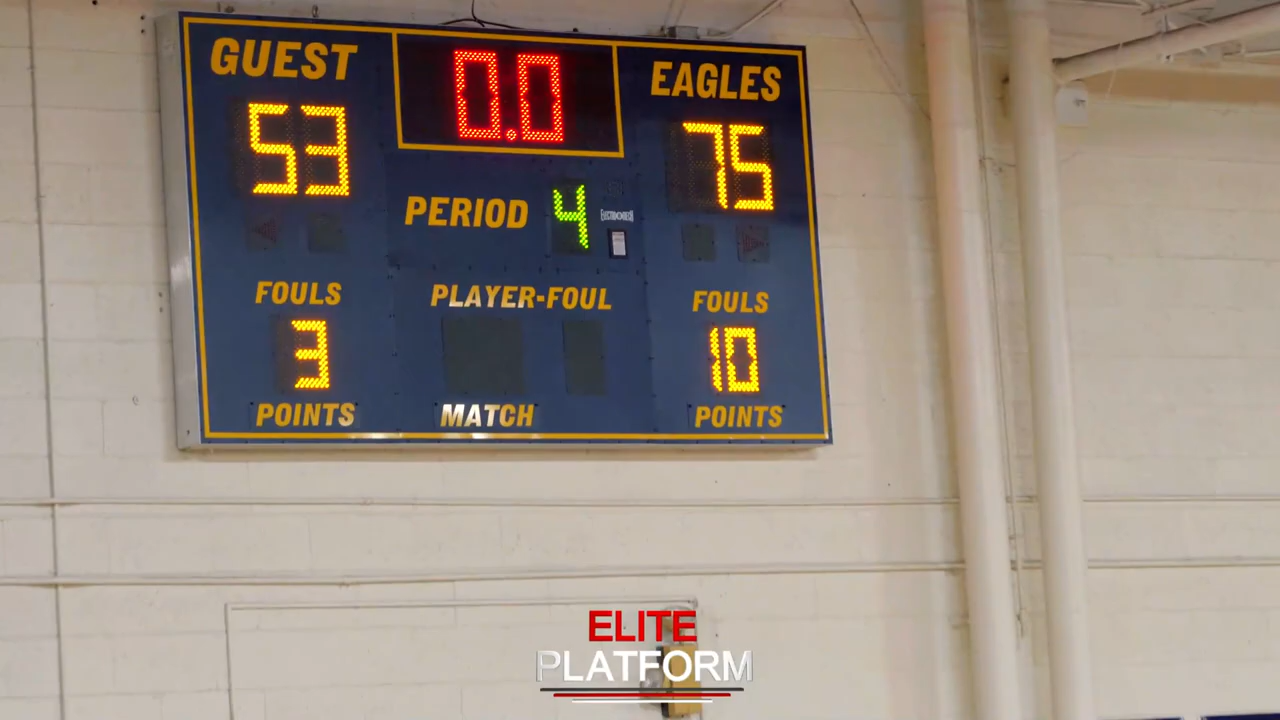 GUEST
0.0
EAGLES
53
75
PERIOD 4
FOULS
PLAYER-FOUL
FOULS
3
10
POINTS
MATCH
POINTS
ELITE
PLATFORM